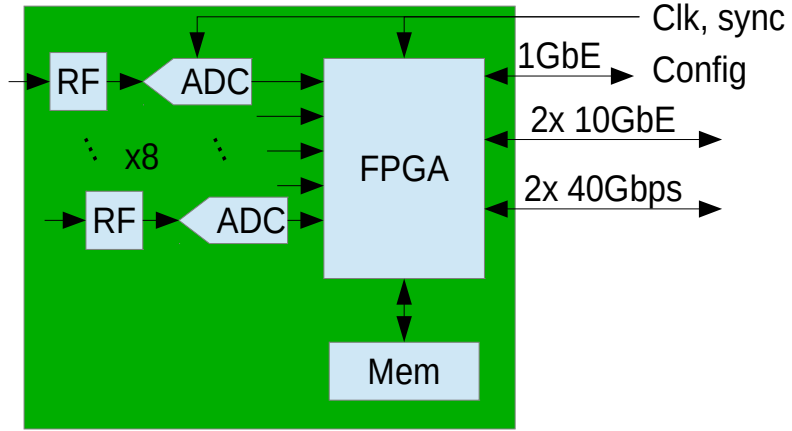 Clk, sync
1GbE
Config
RF
ADC
2x 10GbE
x8
FPGA
2x 40Gbps
RF
ADC
Mem